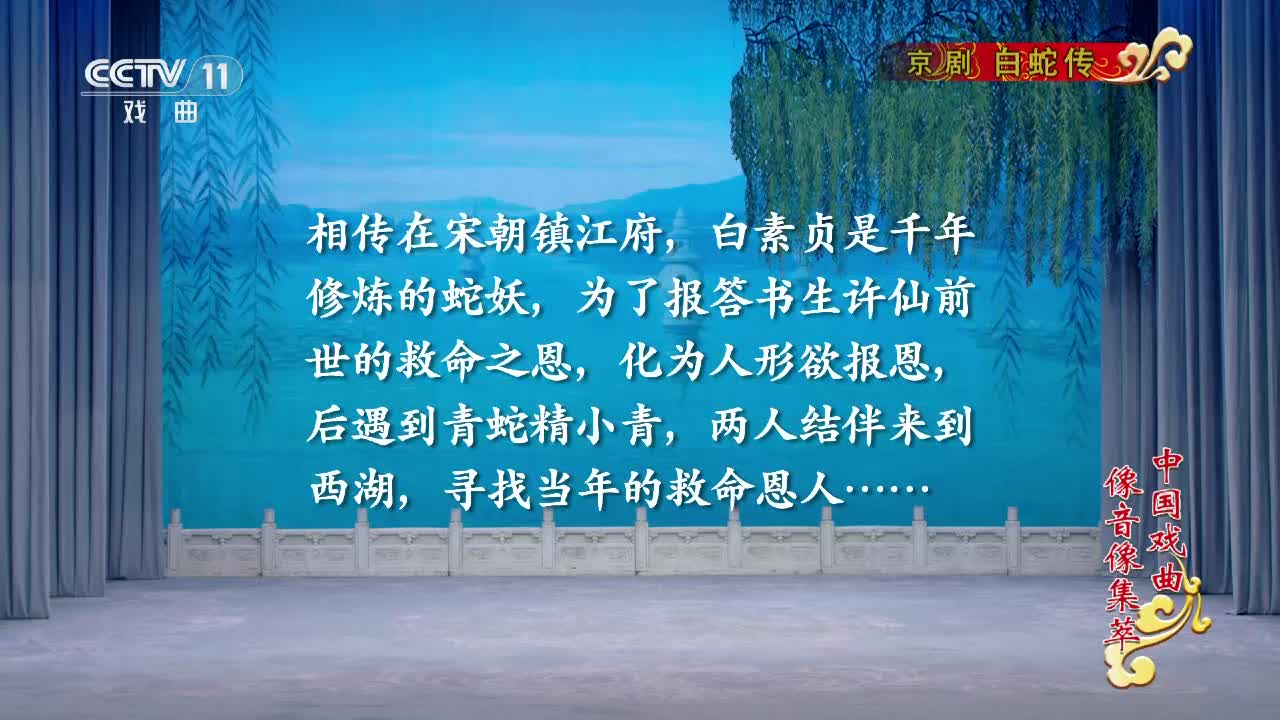 CCTV 11
戏曲
京剧 白蛇传
相传在宋朝镇江府，白素贞是千年
修炼的蛇妖，为了报答书生许仙前
世的救命之恩，化为人形欲报恩，
后遇到青蛇精小青，两人结伴来到
西湖，寻找当年的救命恩人……
中国戏曲
像音像集萃